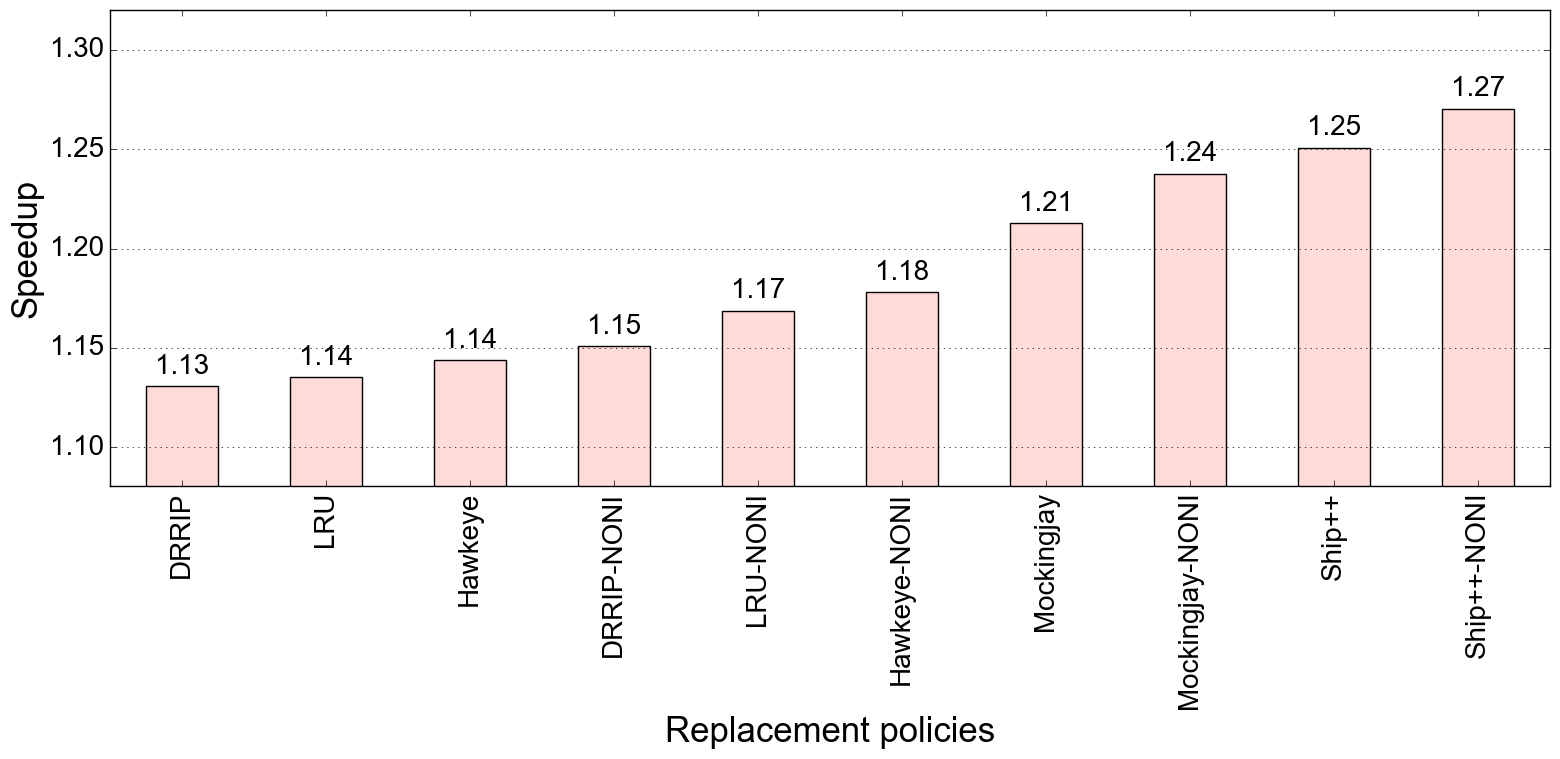 Speedup
1.30
1.25
1.20
1.15
1.10
1.13
1.14
1.14
1.15
1.17
1.18
1.21
1.24
1.25
1.27
DRRIP
LRU
Hawkeye
DRRIP-NONI
LRU-NONI
Hawkeye-NONI
Mockingjay
Mockingjay-NONI
Ship++
Ship++-NONI
Replacement policies